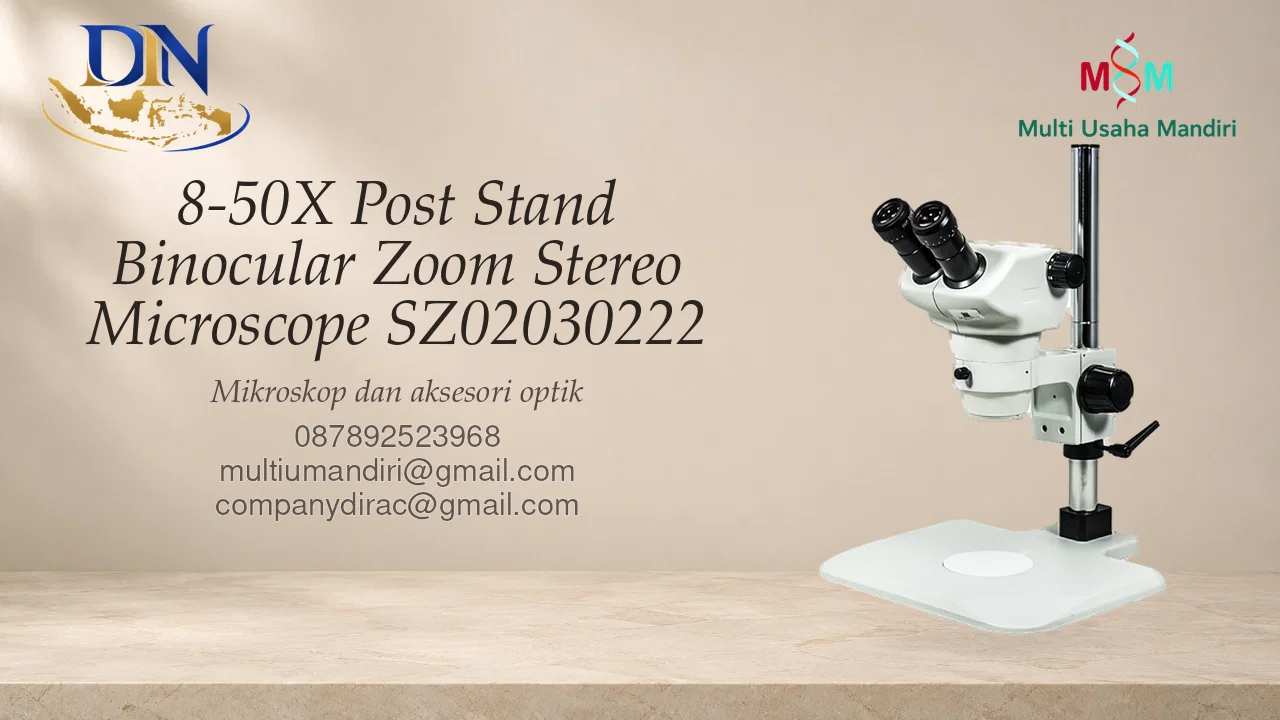 DN
M M
Multi Usaha Mandiri
8-50X Post Stand
Binocular Zoom Stereo
Microscope SZ02030222
Mikroskop dan aksesori optik
087892523968
multiumandiri@gmail.com
companydirac@gmail.com